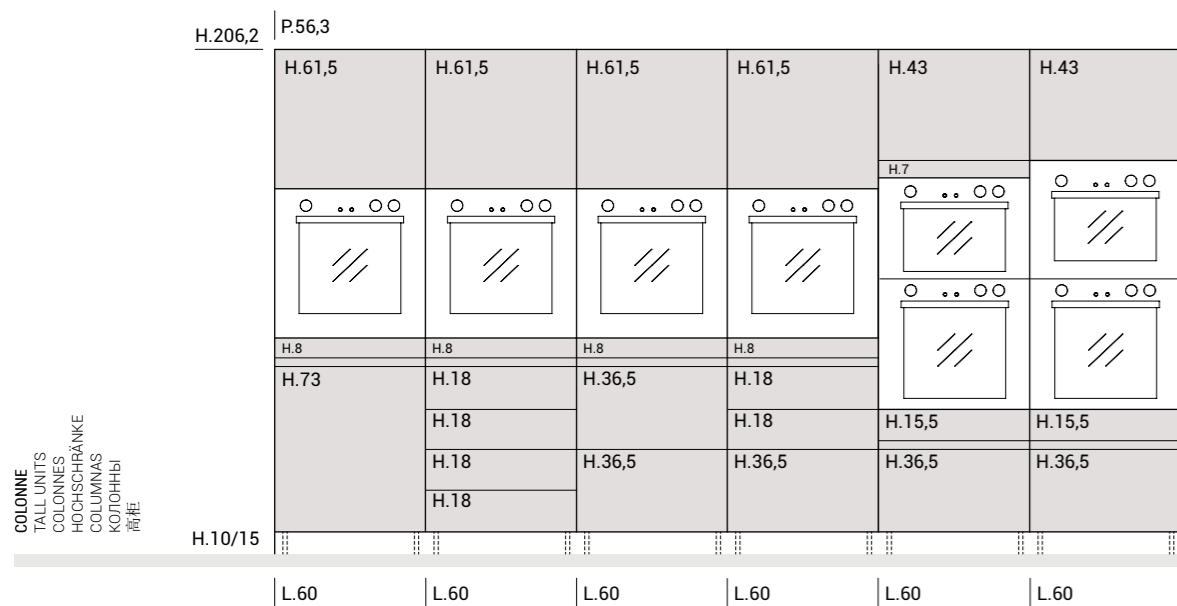 P.56,3
H.206,2
H.61,5 H.61,5 H.61,5 H.61,5 H.43 H.43
H.7
H.8 H.8 H.8 H.8
H.73 H.18 H.36,5 H.18
H.18 H.18 H.15,5 H.15,5
H.18 H.36,5 H.36,5 H.36,5 H.36,5
H.18
H.10/15
L.60 L.60 L.60 L.60 L.60 L.60
COLONNE
TALL UNITS
COLONNES
HOCHSCHRÄNKE
COLUMNAS
КОЛОННЫ
高柜